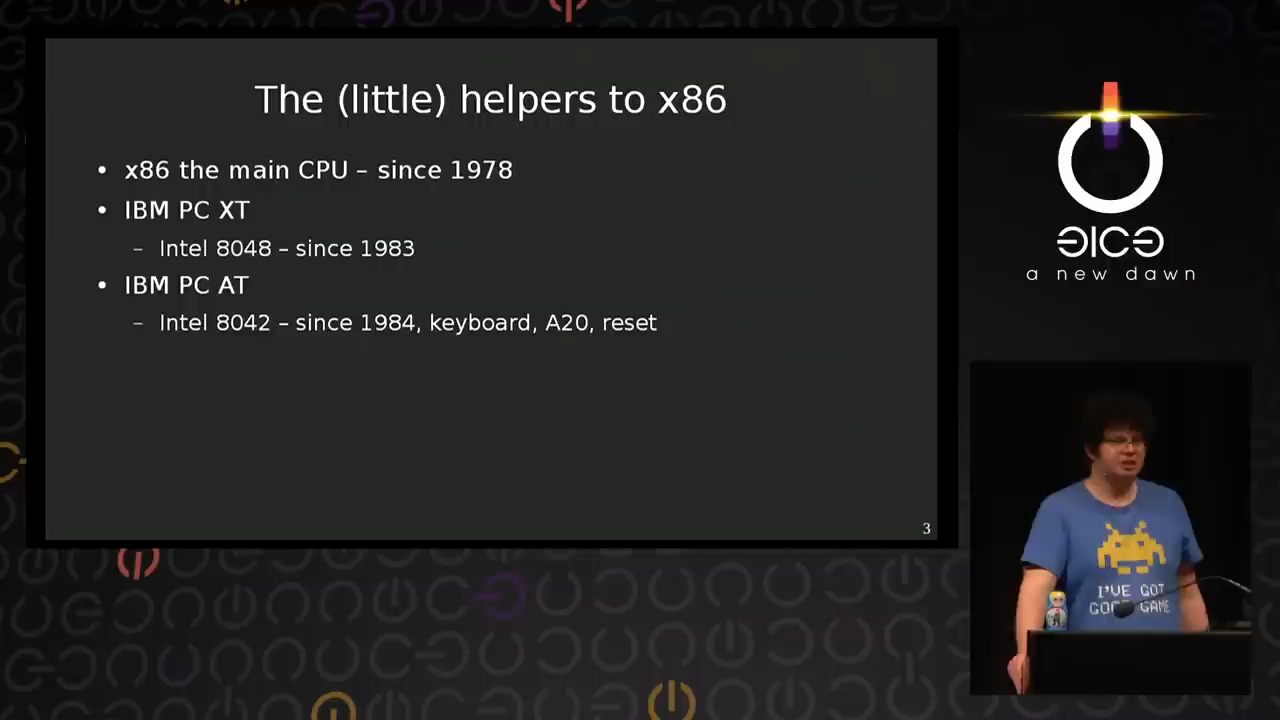 The (little) helpers to x86
• x86 the main CPU – since 1978
• IBM PC XT
– Intel 8048 – since 1983
• IBM PC AT
– Intel 8042 – since 1984, keyboard, A20, reset
3
a new dawn
I'VE GOT
GAME